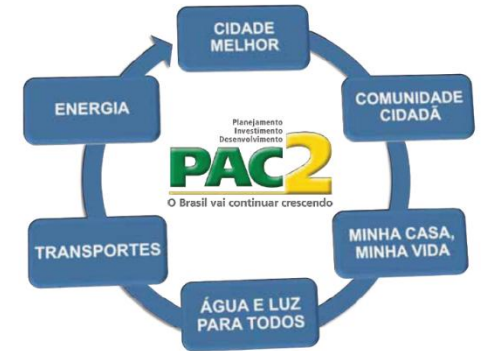 CIDADE
MELHOR
COMUNIDADE
CIDADÃ
MINHA CASA,
MINHA VIDA
ÁGUA E LUZ
PARA TODOS
TRANSPORTES
ENERGIA
Planejamento
Investimento
Desenvolvimento
PAC2
O Brasil vai continuar crescendo